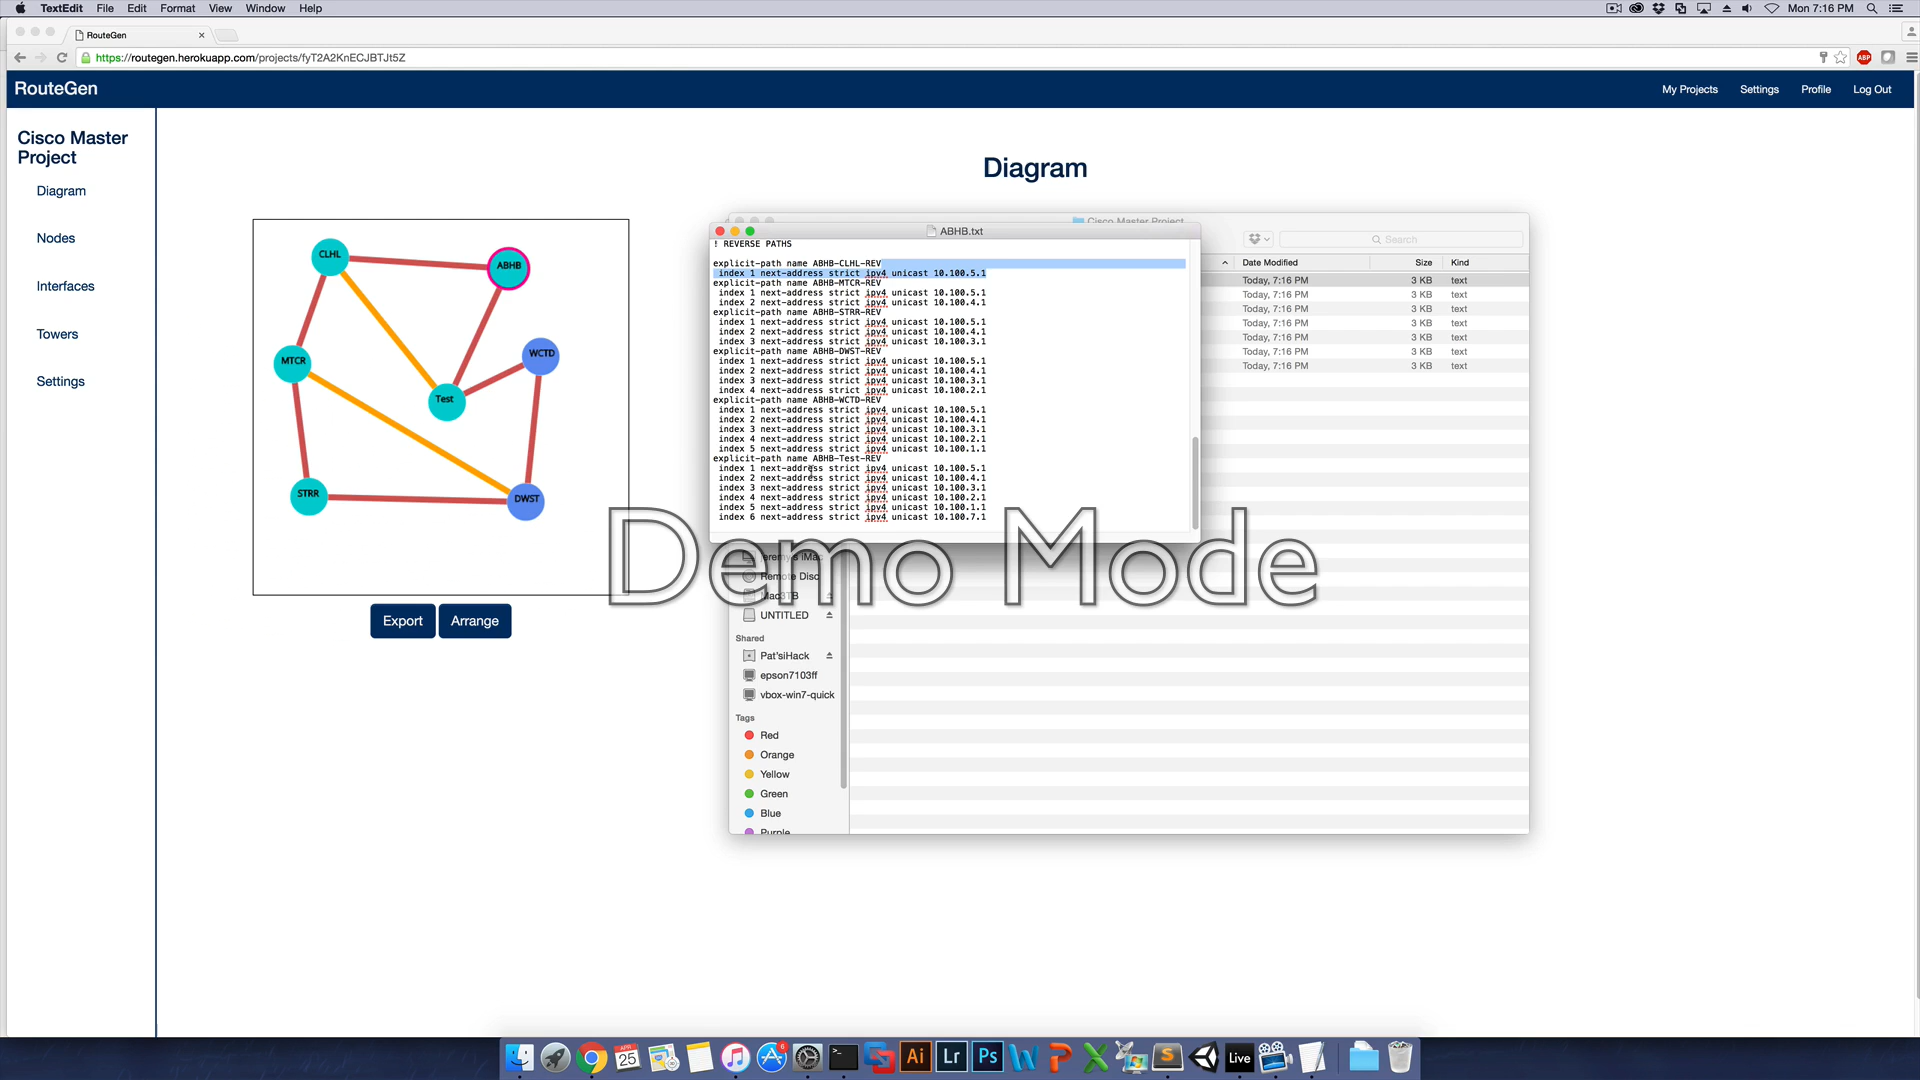 TextEdit File Edit Format View Window Help Mon 7:16 PM
RouteGen
https://routegen.herokuapp.com/projects/fyT2A2KnECJBTJt5Z ABP
RouteGen My Projects Settings Profile Log Out
Cisco Master
Project
Diagram
Nodes
Interfaces
Towers
Settings
Diagram
CLHL
ABHB
MTCR
WCTD
Test
STRR
DWST
Export Arrange
Cisco Master Project
Search
Date Modified Size Kind
Today, 7:16 PM 3 KB text
Today, 7:16 PM 3 KB text
Today, 7:16 PM 3 KB text
Today, 7:16 PM 3 KB text
Today, 7:16 PM 3 KB text
Today, 7:16 PM 3 KB text
Today, 7:16 PM 3 KB text
ABHB.txt
! REVERSE PATHS
explicit-path name ABHB-CLHL-REV
index 1 next-address strict ipv4 unicast 10.100.5.1
explicit-path name ABHB-MTCR-REV
index 1 next-address strict ipv4 unicast 10.100.5.1
index 2 next-address strict ipv4 unicast 10.100.4.1
explicit-path name ABHB-STRR-REV
index 1 next-address strict ipv4 unicast 10.100.5.1
index 2 next-address strict ipv4 unicast 10.100.4.1
index 3 next-address strict ipv4 unicast 10.100.3.1
explicit-path name ABHB-DWST-REV
index 1 next-address strict ipv4 unicast 10.100.5.1
index 2 next-address strict ipv4 unicast 10.100.4.1
index 3 next-address strict ipv4 unicast 10.100.3.1
index 4 next-address strict ipv4 unicast 10.100.2.1
explicit-path name ABHB-WCTD-REV
index 1 next-address strict ipv4 unicast 10.100.5.1
index 2 next-address strict ipv4 unicast 10.100.4.1
index 3 next-address strict ipv4 unicast 10.100.3.1
index 4 next-address strict ipv4 unicast 10.100.2.1
index 5 next-address strict ipv4 unicast 10.100.1.1
explicit-path name ABHB-Test-REV
index 1 next-address strict ipv4 unicast 10.100.5.1
index 2 next-address strict ipv4 unicast 10.100.4.1
index 3 next-address strict ipv4 unicast 10.100.3.1
index 4 next-address strict ipv4 unicast 10.100.2.1
index 5 next-address strict ipv4 unicast 10.100.1.1
index 6 next-address strict ipv4 unicast 10.100.7.1
Demo Mode
jeremy's iMac
Remote Disc
Mac3TB
UNTITLED
Shared
Pat'siHack
epson7103ff
vbox-win7-quick
Tags
Red
Orange
Yellow
Green
Blue
Purple
APR
25
6
Ai
Lr
Ps
Live